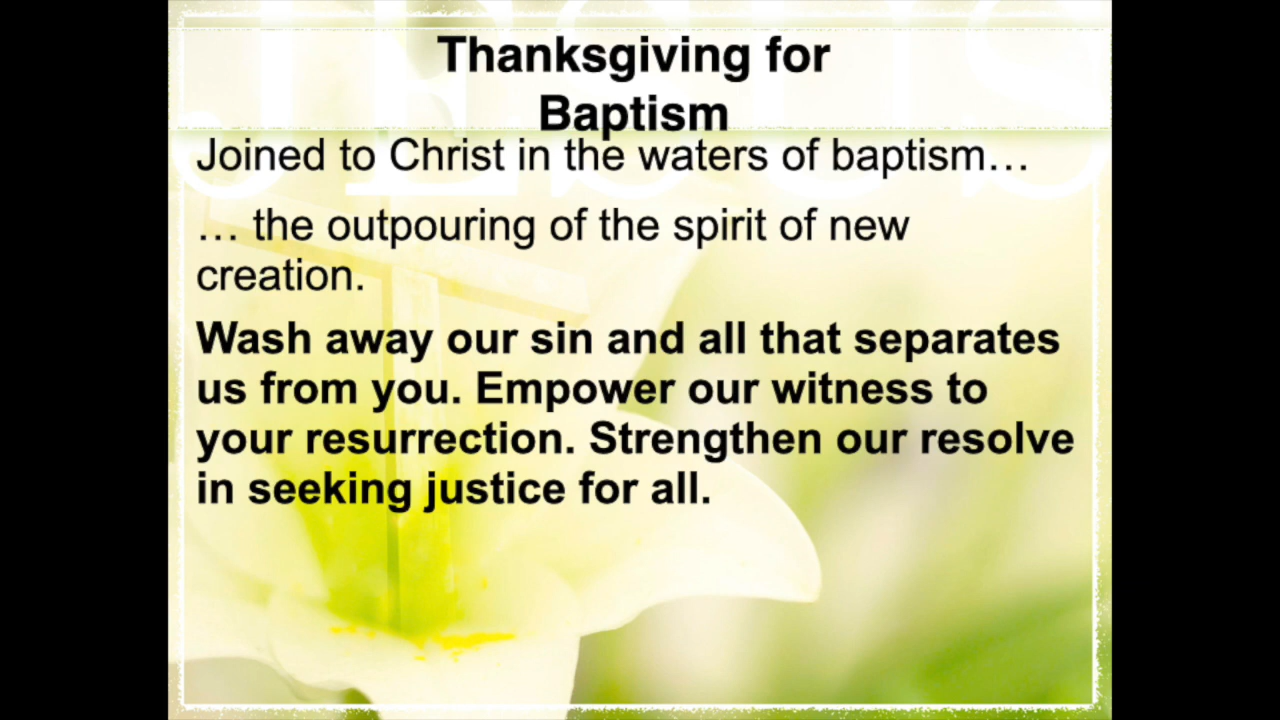 JESUS
Thanksgiving for
Baptism
Joined to Christ in the waters of baptism…
… the outpouring of the spirit of new
creation.
Wash away our sin and all that separates
us from you. Empower our witness to
your resurrection. Strengthen our resolve
in seeking justice for all.